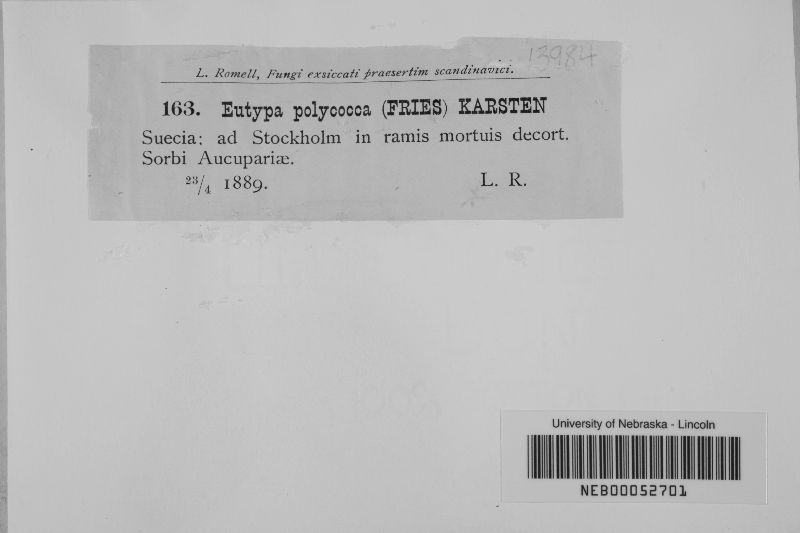 13984
L. Romell, Fungi exsiccati præsertim scandinavici.
163. Eutypa polycocca (FRIES) KARSTEN
Suecia: ad Stockholm in ramis mortuis decort.
Sorbi Aucupariæ.
23/4 1889. L. R.
University of Nebraska - Lincoln
NEB00052701